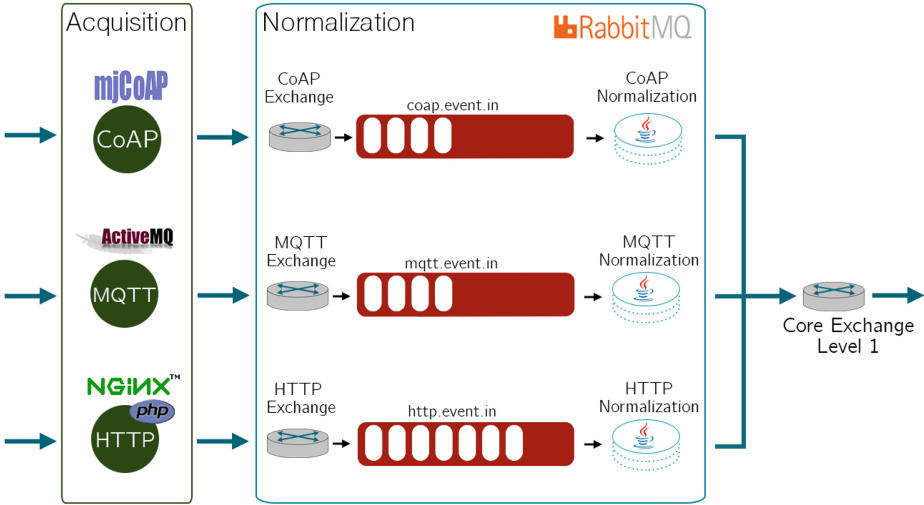 Acquisition
Normalization
RabbitMQ
mjCoAP
CoAP
CoAP
Exchange
coap.event.in
CoAP
Normalization
ActiveMQ
MQTT
MQTT
Exchange
mqtt.event.in
MQTT
Normalization
Core Exchange
Level 1
NGiNX™
php
HTTP
HTTP
Exchange
http.event.in
HTTP
Normalization